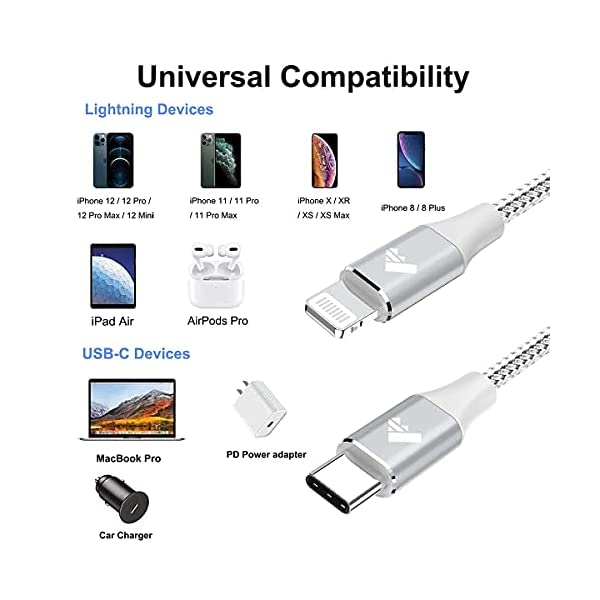 Universal Compatibility
Lightning Devices
iPhone 12 / 12 Pro /
12 Pro Max / 12 Mini
iPhone 11 / 11 Pro
/ 11 Pro Max
iPhone X / XR
/ XS / XS Max
iPhone 8 / 8 Plus
iPad Air
AirPods Pro
USB-C Devices
MacBook Pro
PD Power adapter
Car Charger